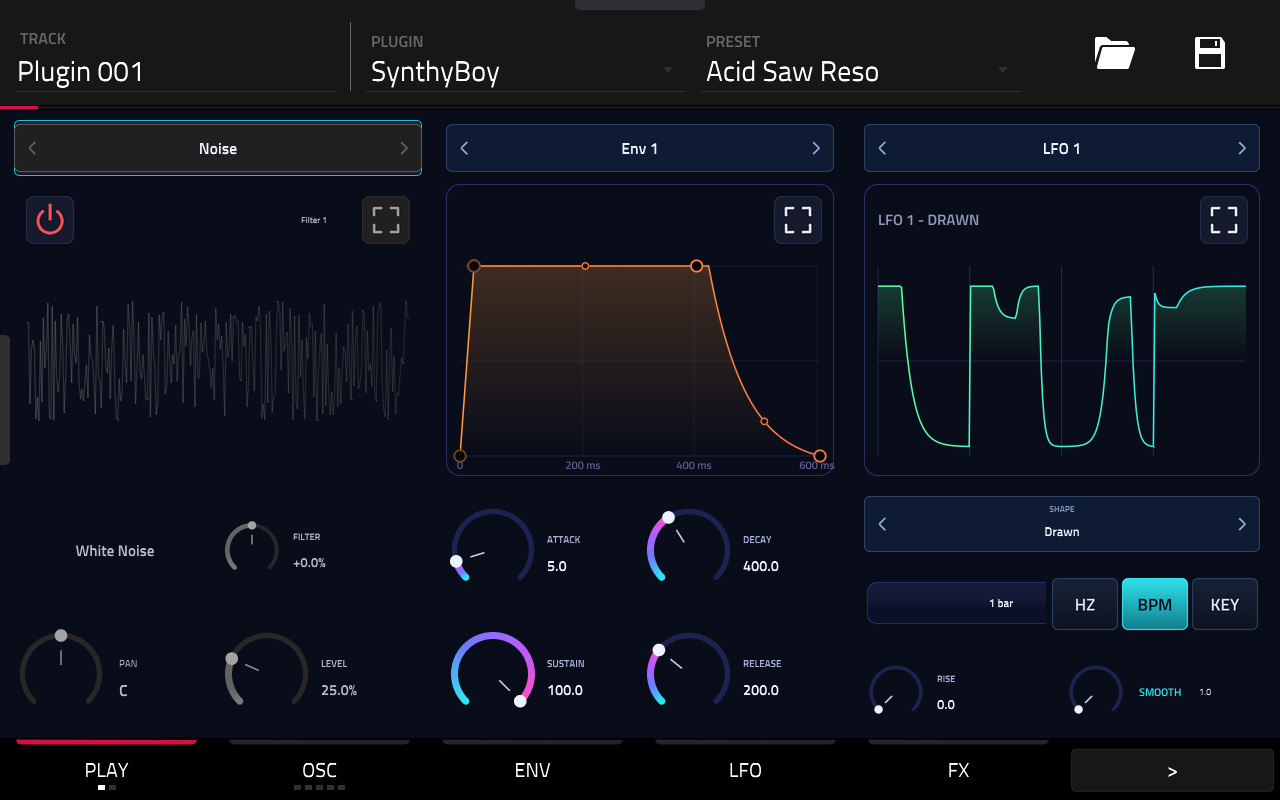 TRACK
Plugin 001
PLUGIN
SynthyBoy
PRESET
Acid Saw Reso
Noise
Env 1
LFO 1
Filter 1
LFO 1 - DRAWN
0
200 ms
400 ms
600 ms
White Noise
FILTER
+0.0%
ATTACK
5.0
DECAY
400.0
SHAPE
Drawn
1 bar
HZ
BPM
KEY
PAN
C
LEVEL
25.0%
SUSTAIN
100.0
RELEASE
200.0
RISE
0.0
SMOOTH
1.0
PLAY
OSC
ENV
LFO
FX
>